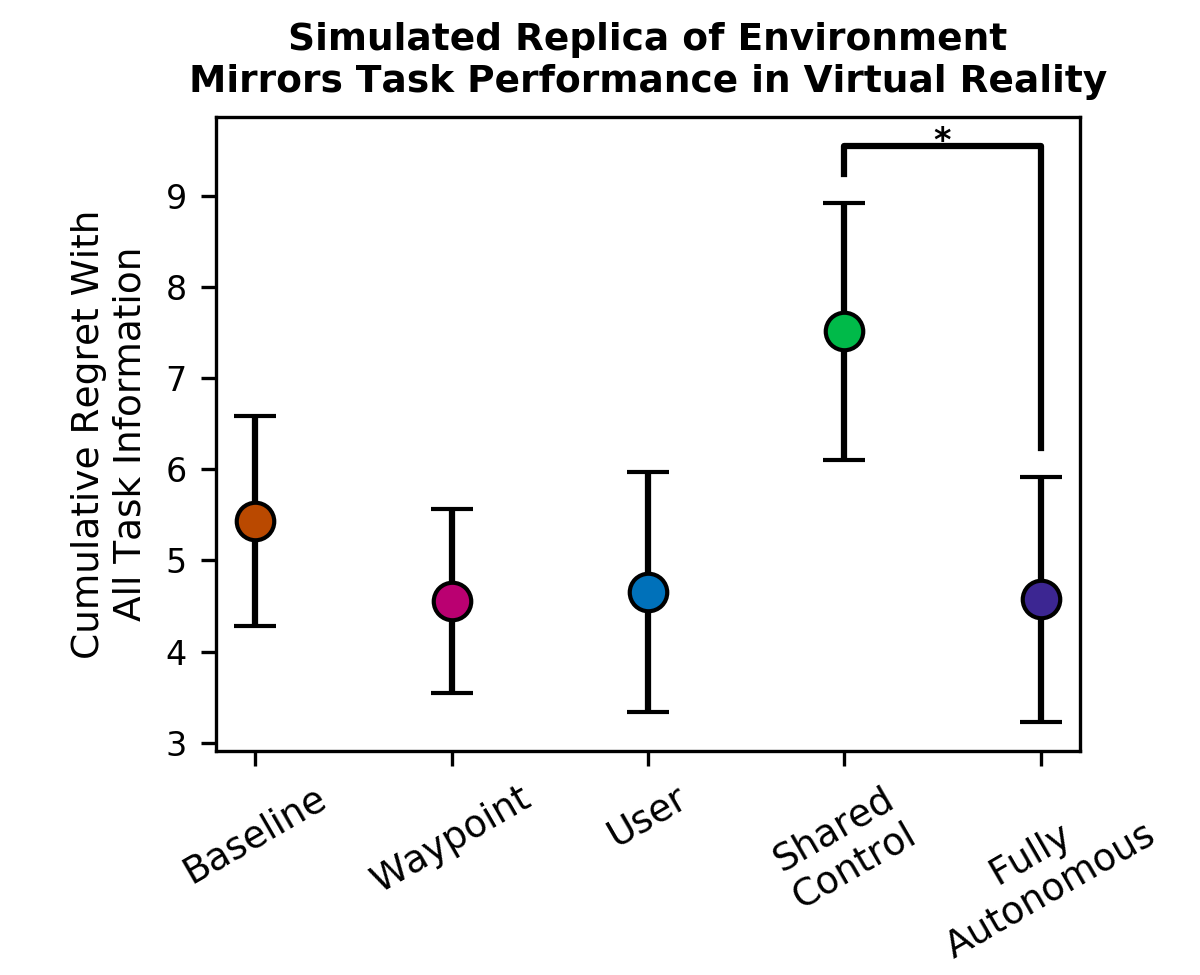 Simulated Replica of Environment
Mirrors Task Performance in Virtual Reality
Cumulative Regret With
All Task Information
9
8
7
6
5
4
3
*
Baseline
Waypoint
User
Shared
Control
Fully
Autonomous